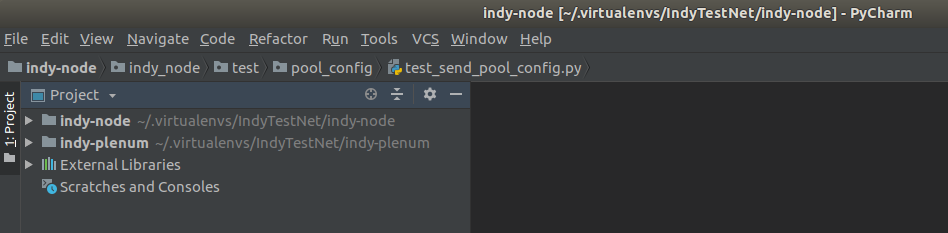 indy-node [~/.virtualenvs/IndyTestNet/indy-node] - PyCharm
File Edit View Navigate Code Refactor Run Tools VCS Window Help
indy-node indy_node test pool_config test_send_pool_config.py
1: Project
Project
indy-node ~/.virtualenvs/IndyTestNet/indy-node
indy-plenum ~/.virtualenvs/IndyTestNet/indy-plenum
External Libraries
Scratches and Consoles